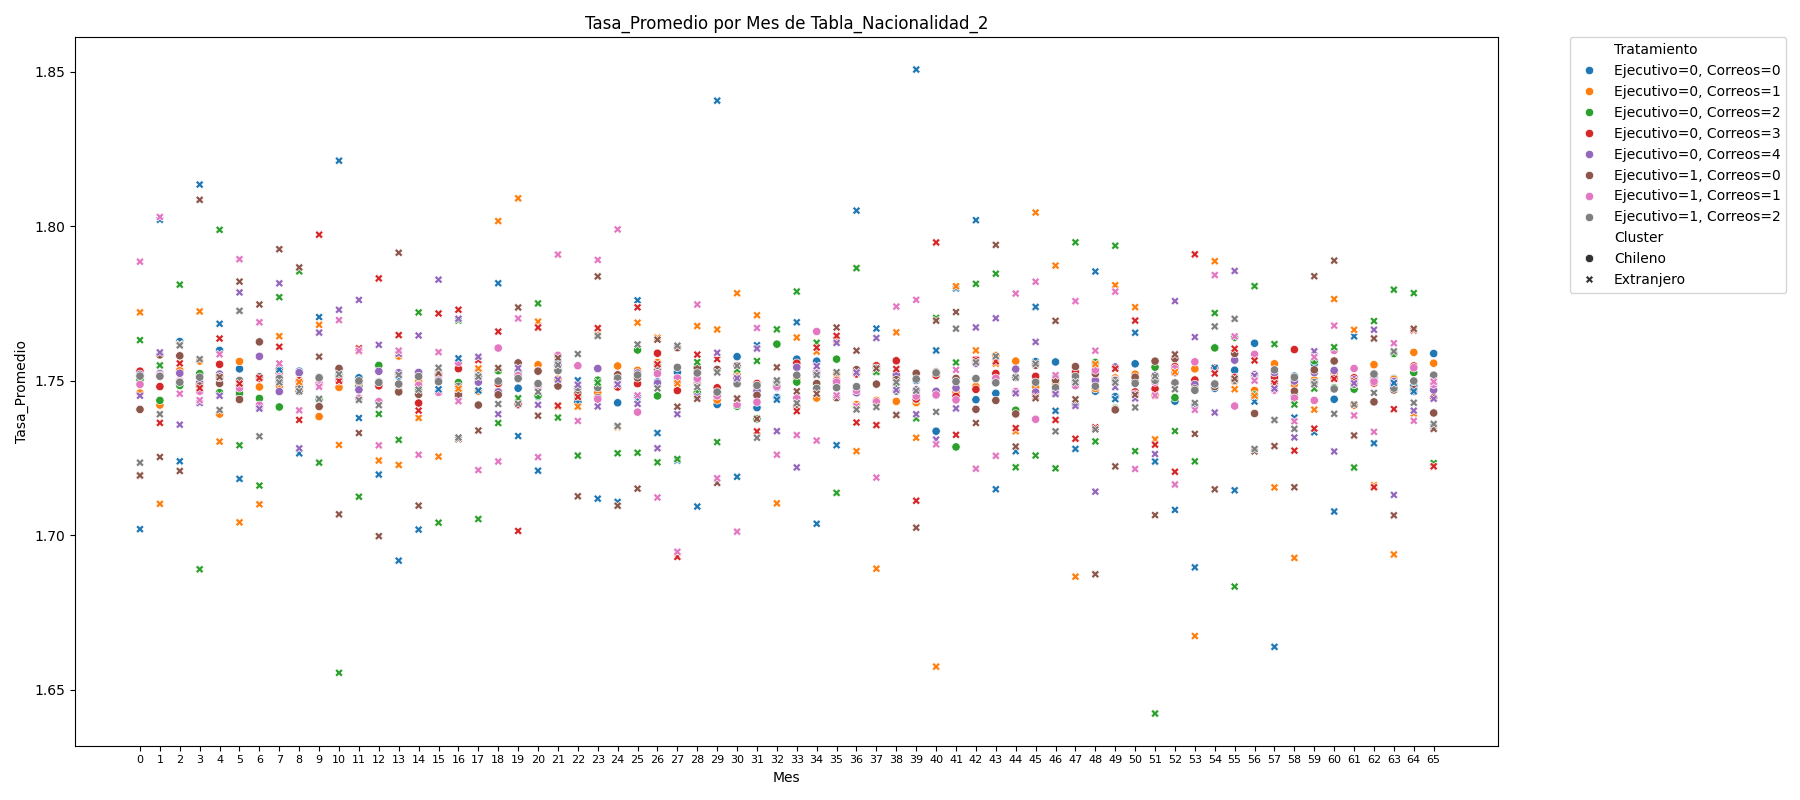 Tasa_Promedio por Mes de Tabla_Nacionalidad_2
Tasa_Promedio
1.85
1.80
1.75
1.70
1.65
0 1 2 3 4 5 6 7 8 9 10 11 12 13 14 15 16 17 18 19 20 21 22 23 24 25 26 27 28 29 30 31 32 33 34 35 36 37 38 39 40 41 42 43 44 45 46 47 48 49 50 51 52 53 54 55 56 57 58 59 60 61 62 63 64 65
Mes
Tratamiento
Ejecutivo=0, Correos=0
Ejecutivo=0, Correos=1
Ejecutivo=0, Correos=2
Ejecutivo=0, Correos=3
Ejecutivo=0, Correos=4
Ejecutivo=1, Correos=0
Ejecutivo=1, Correos=1
Ejecutivo=1, Correos=2
Cluster
Chileno
Extranjero